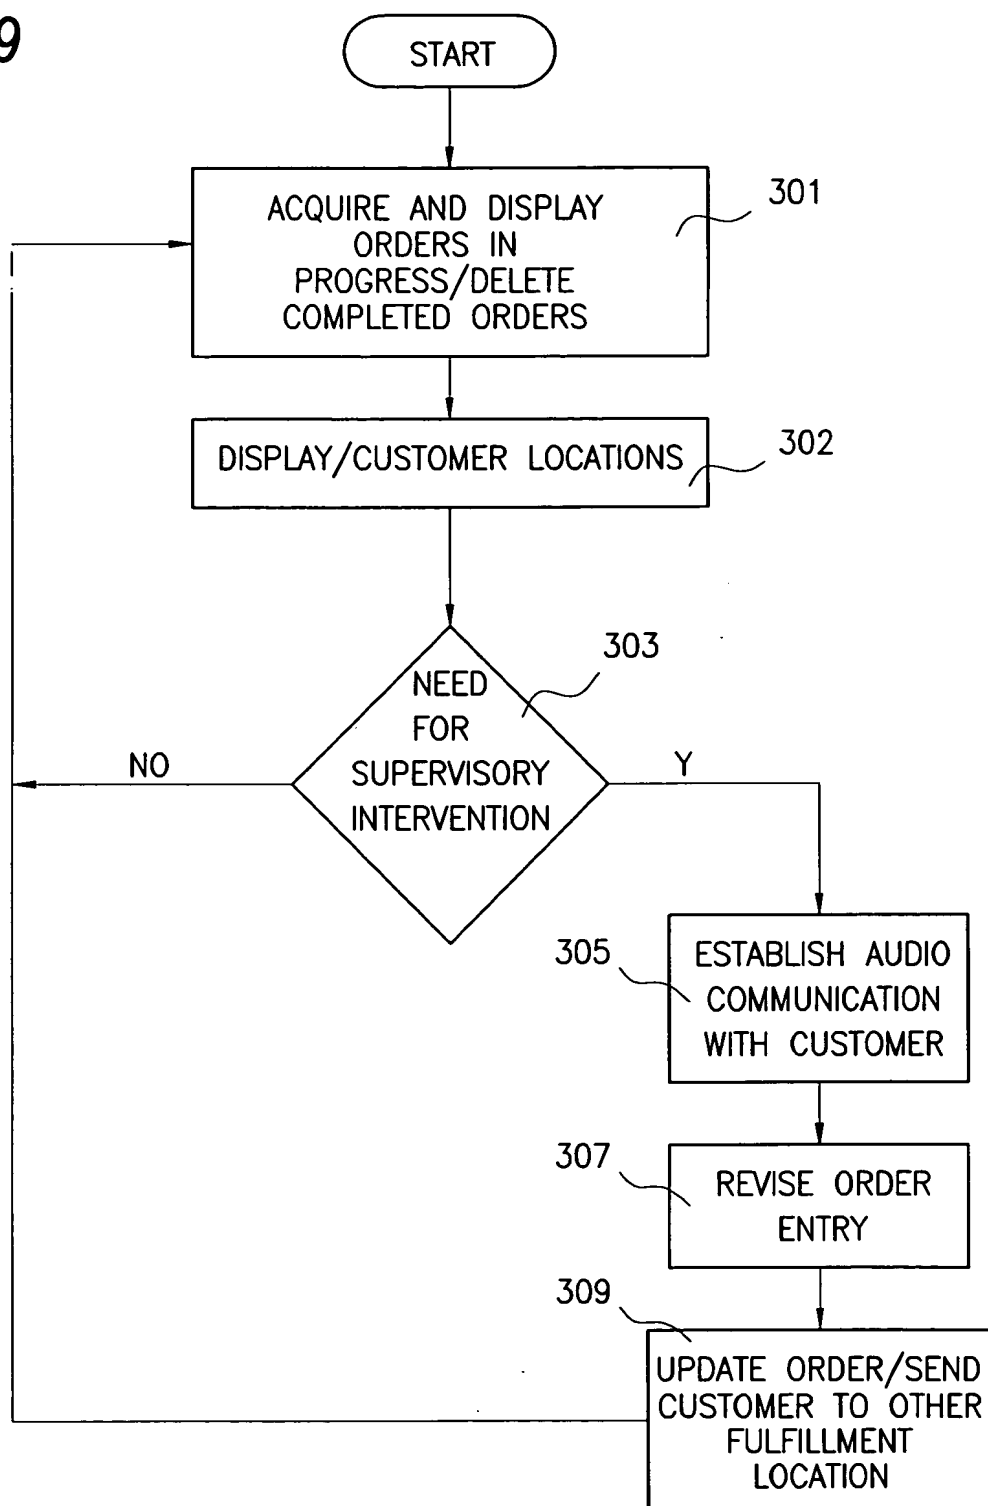 9
START
ACQUIRE AND DISPLAY
ORDERS IN
PROGRESS/DELETE
COMPLETED ORDERS
301
DISPLAY/CUSTOMER LOCATIONS
302
NEED
FOR
SUPERVISORY
INTERVENTION
303
NO
Y
305
ESTABLISH AUDIO
COMMUNICATION
WITH CUSTOMER
307
REVISE ORDER
ENTRY
309
UPDATE ORDER/SEND
CUSTOMER TO OTHER
FULFILLMENT
LOCATION